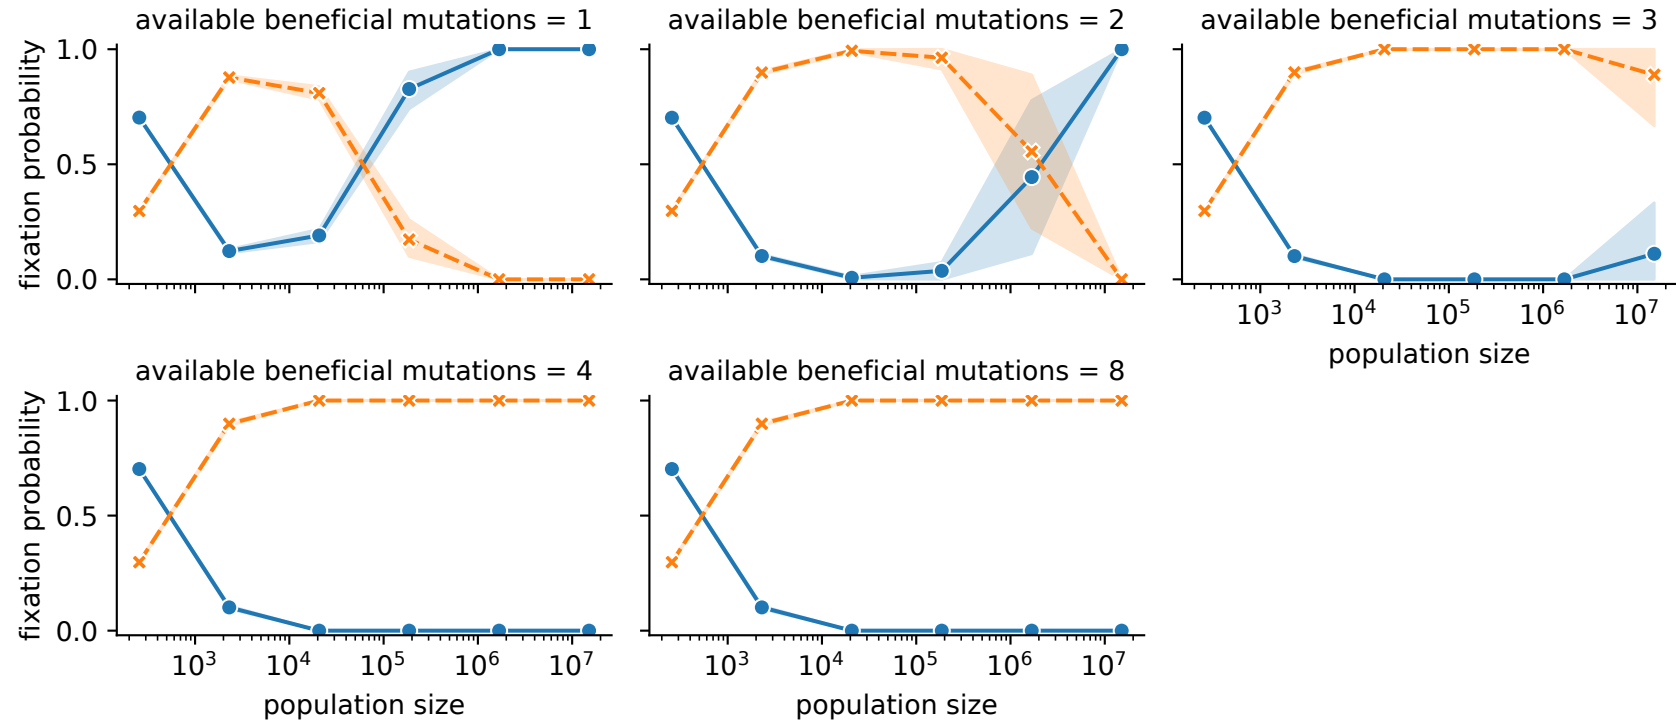 available beneficial mutations = 1
available beneficial mutations = 2
available beneficial mutations = 3
fixation probability
1.0
0.5
0.0
10³
10⁴
10⁵
10⁶
10⁷
population size
available beneficial mutations = 4
available beneficial mutations = 8
fixation probability
1.0
0.5
0.0
10³
10⁴
10⁵
10⁶
10⁷
population size
10³
10⁴
10⁵
10⁶
10⁷
population size